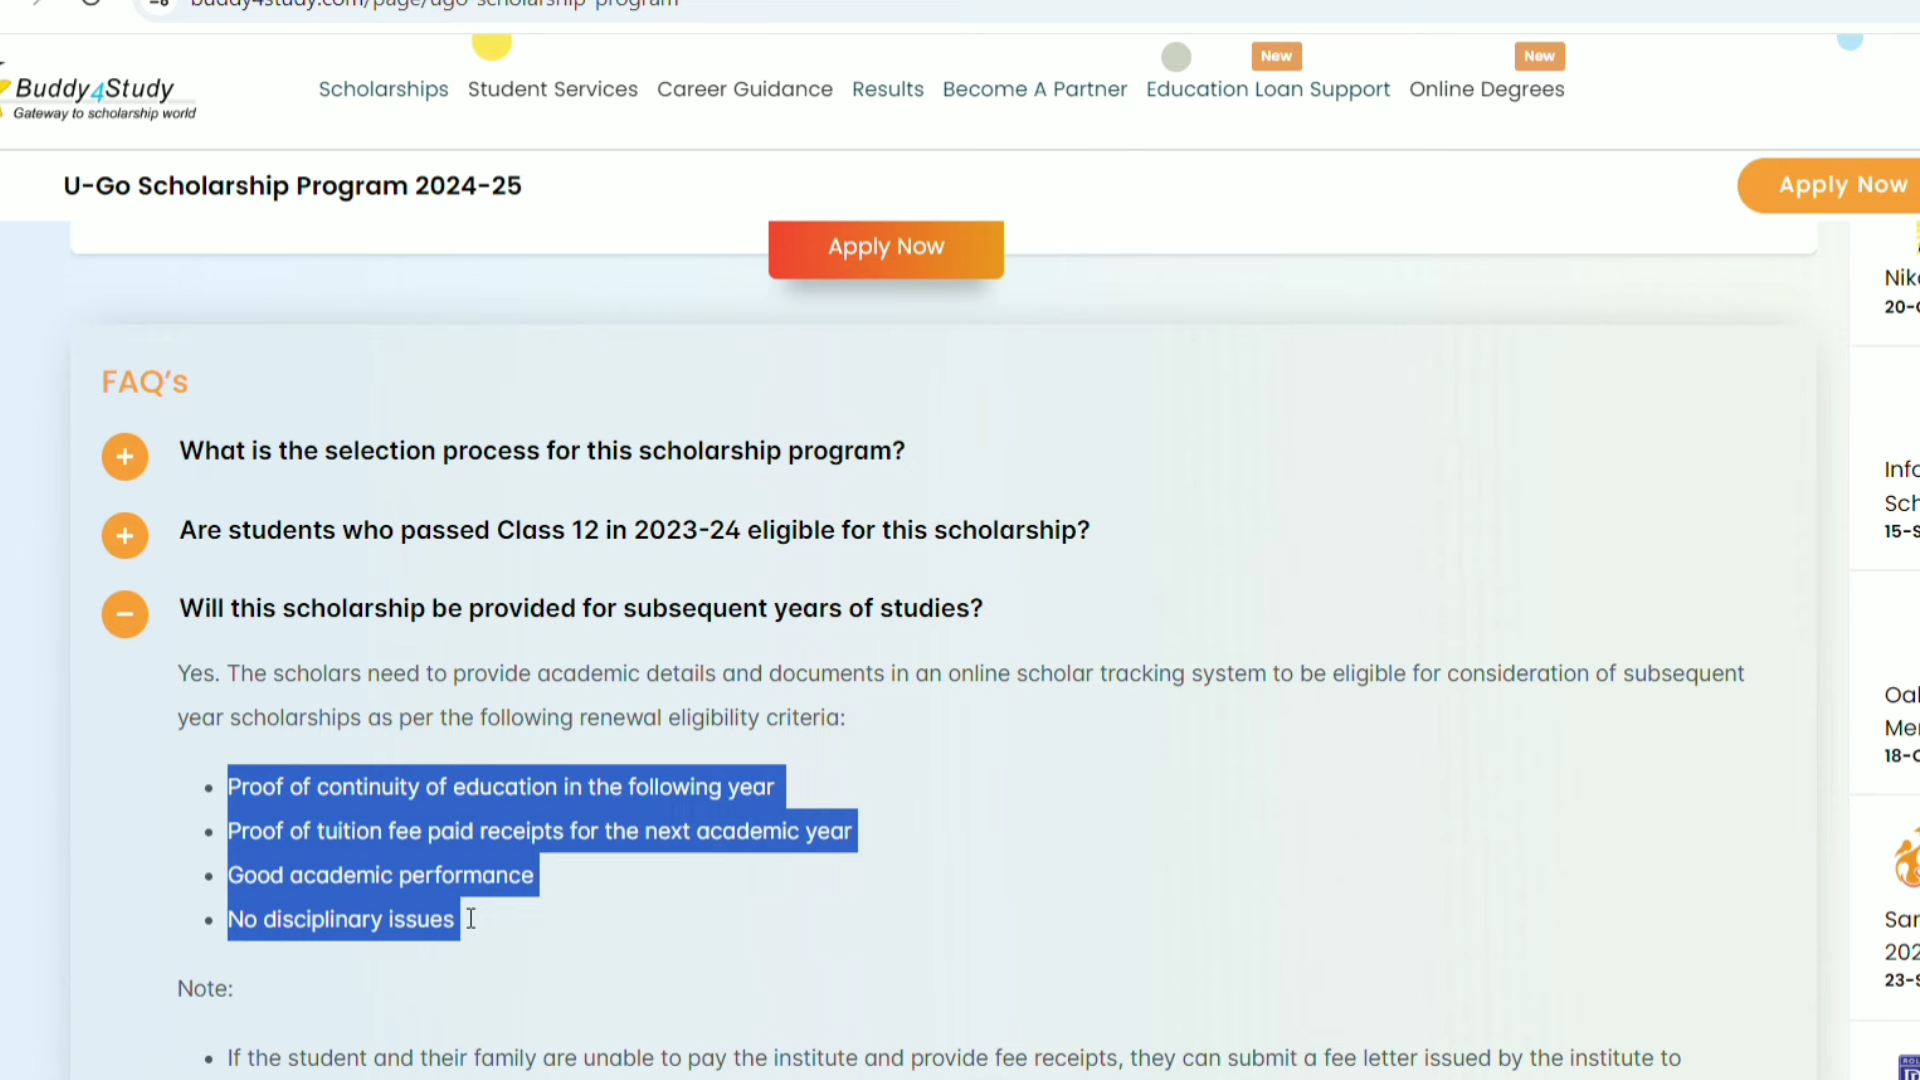 buddy4study.com/page/ugo-scholarship-program
Buddy4Study
Gateway to scholarship world
Scholarships Student Services Career Guidance Results Become A Partner Education Loan Support Online Degrees
New
New
U-Go Scholarship Program 2024-25
Apply Now
Apply Now
FAQ's
+ What is the selection process for this scholarship program?
+ Are students who passed Class 12 in 2023-24 eligible for this scholarship?
− Will this scholarship be provided for subsequent years of studies?
Yes. The scholars need to provide academic details and documents in an online scholar tracking system to be eligible for consideration of subsequent
year scholarships as per the following renewal eligibility criteria:
• Proof of continuity of education in the following year
• Proof of tuition fee paid receipts for the next academic year
• Good academic performance
• No disciplinary issues
Note:
• If the student and their family are unable to pay the institute and provide fee receipts, they can submit a fee letter issued by the institute to